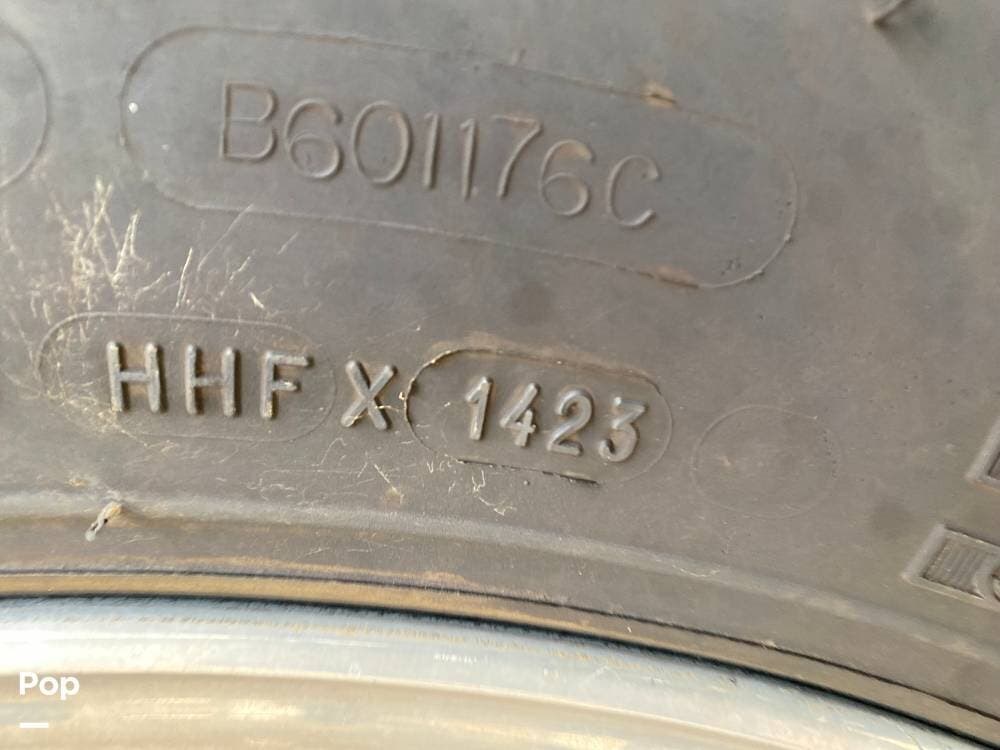 B601176C
HHF X 1423
Pop